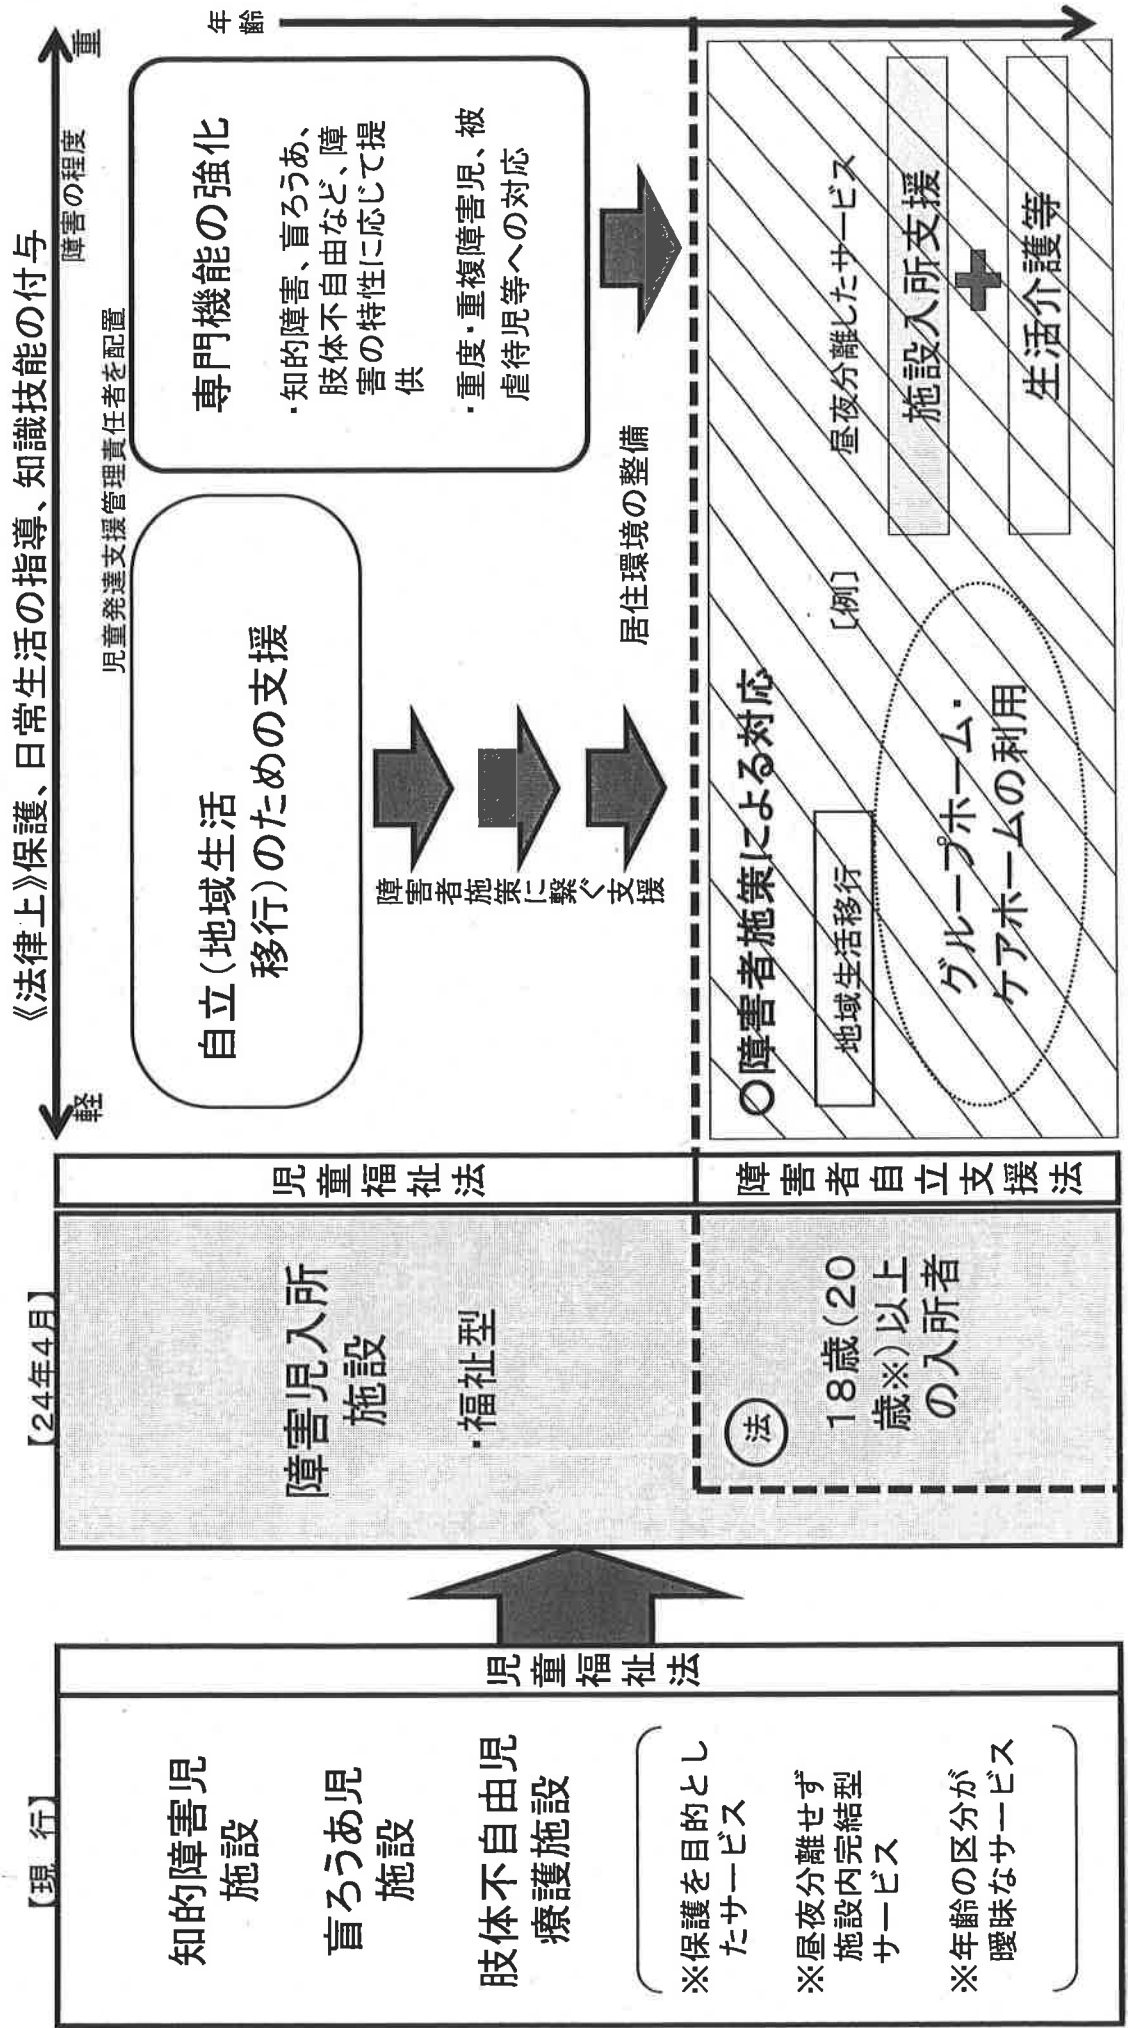 【現　行】
知的障害児
施設
盲ろうあ児
施設
肢体不自由児
療護施設
※保護を目的とし
たサービス
※昼夜分離せず
施設内完結型
サービス
※年齢の区分が
曖昧なサービス
児童福祉法
【24年4月】
障害児入所
施設
・福祉型
法
18歳（20
歳※）以上
の入所者
児童福祉法
障害者自立支援法
《法律上》保護、日常生活の指導、知識技能の付与
軽
障害の程度
重
児童発達支援管理責任者を配置
年齢
自立（地域生活
移行）のための支援
専門機能の強化
・知的障害、盲ろうあ、
肢体不自由など、障
害の特性に応じて提
供
・重度・重複障害児、被
虐待児等への対応
障害者施策に繋ぐ支援
居住環境の整備
○障害者施策による対応
［例］
地域生活移行
グループホーム・
ケアホームの利用
昼夜分離したサービス
施設入所支援
生活介護等